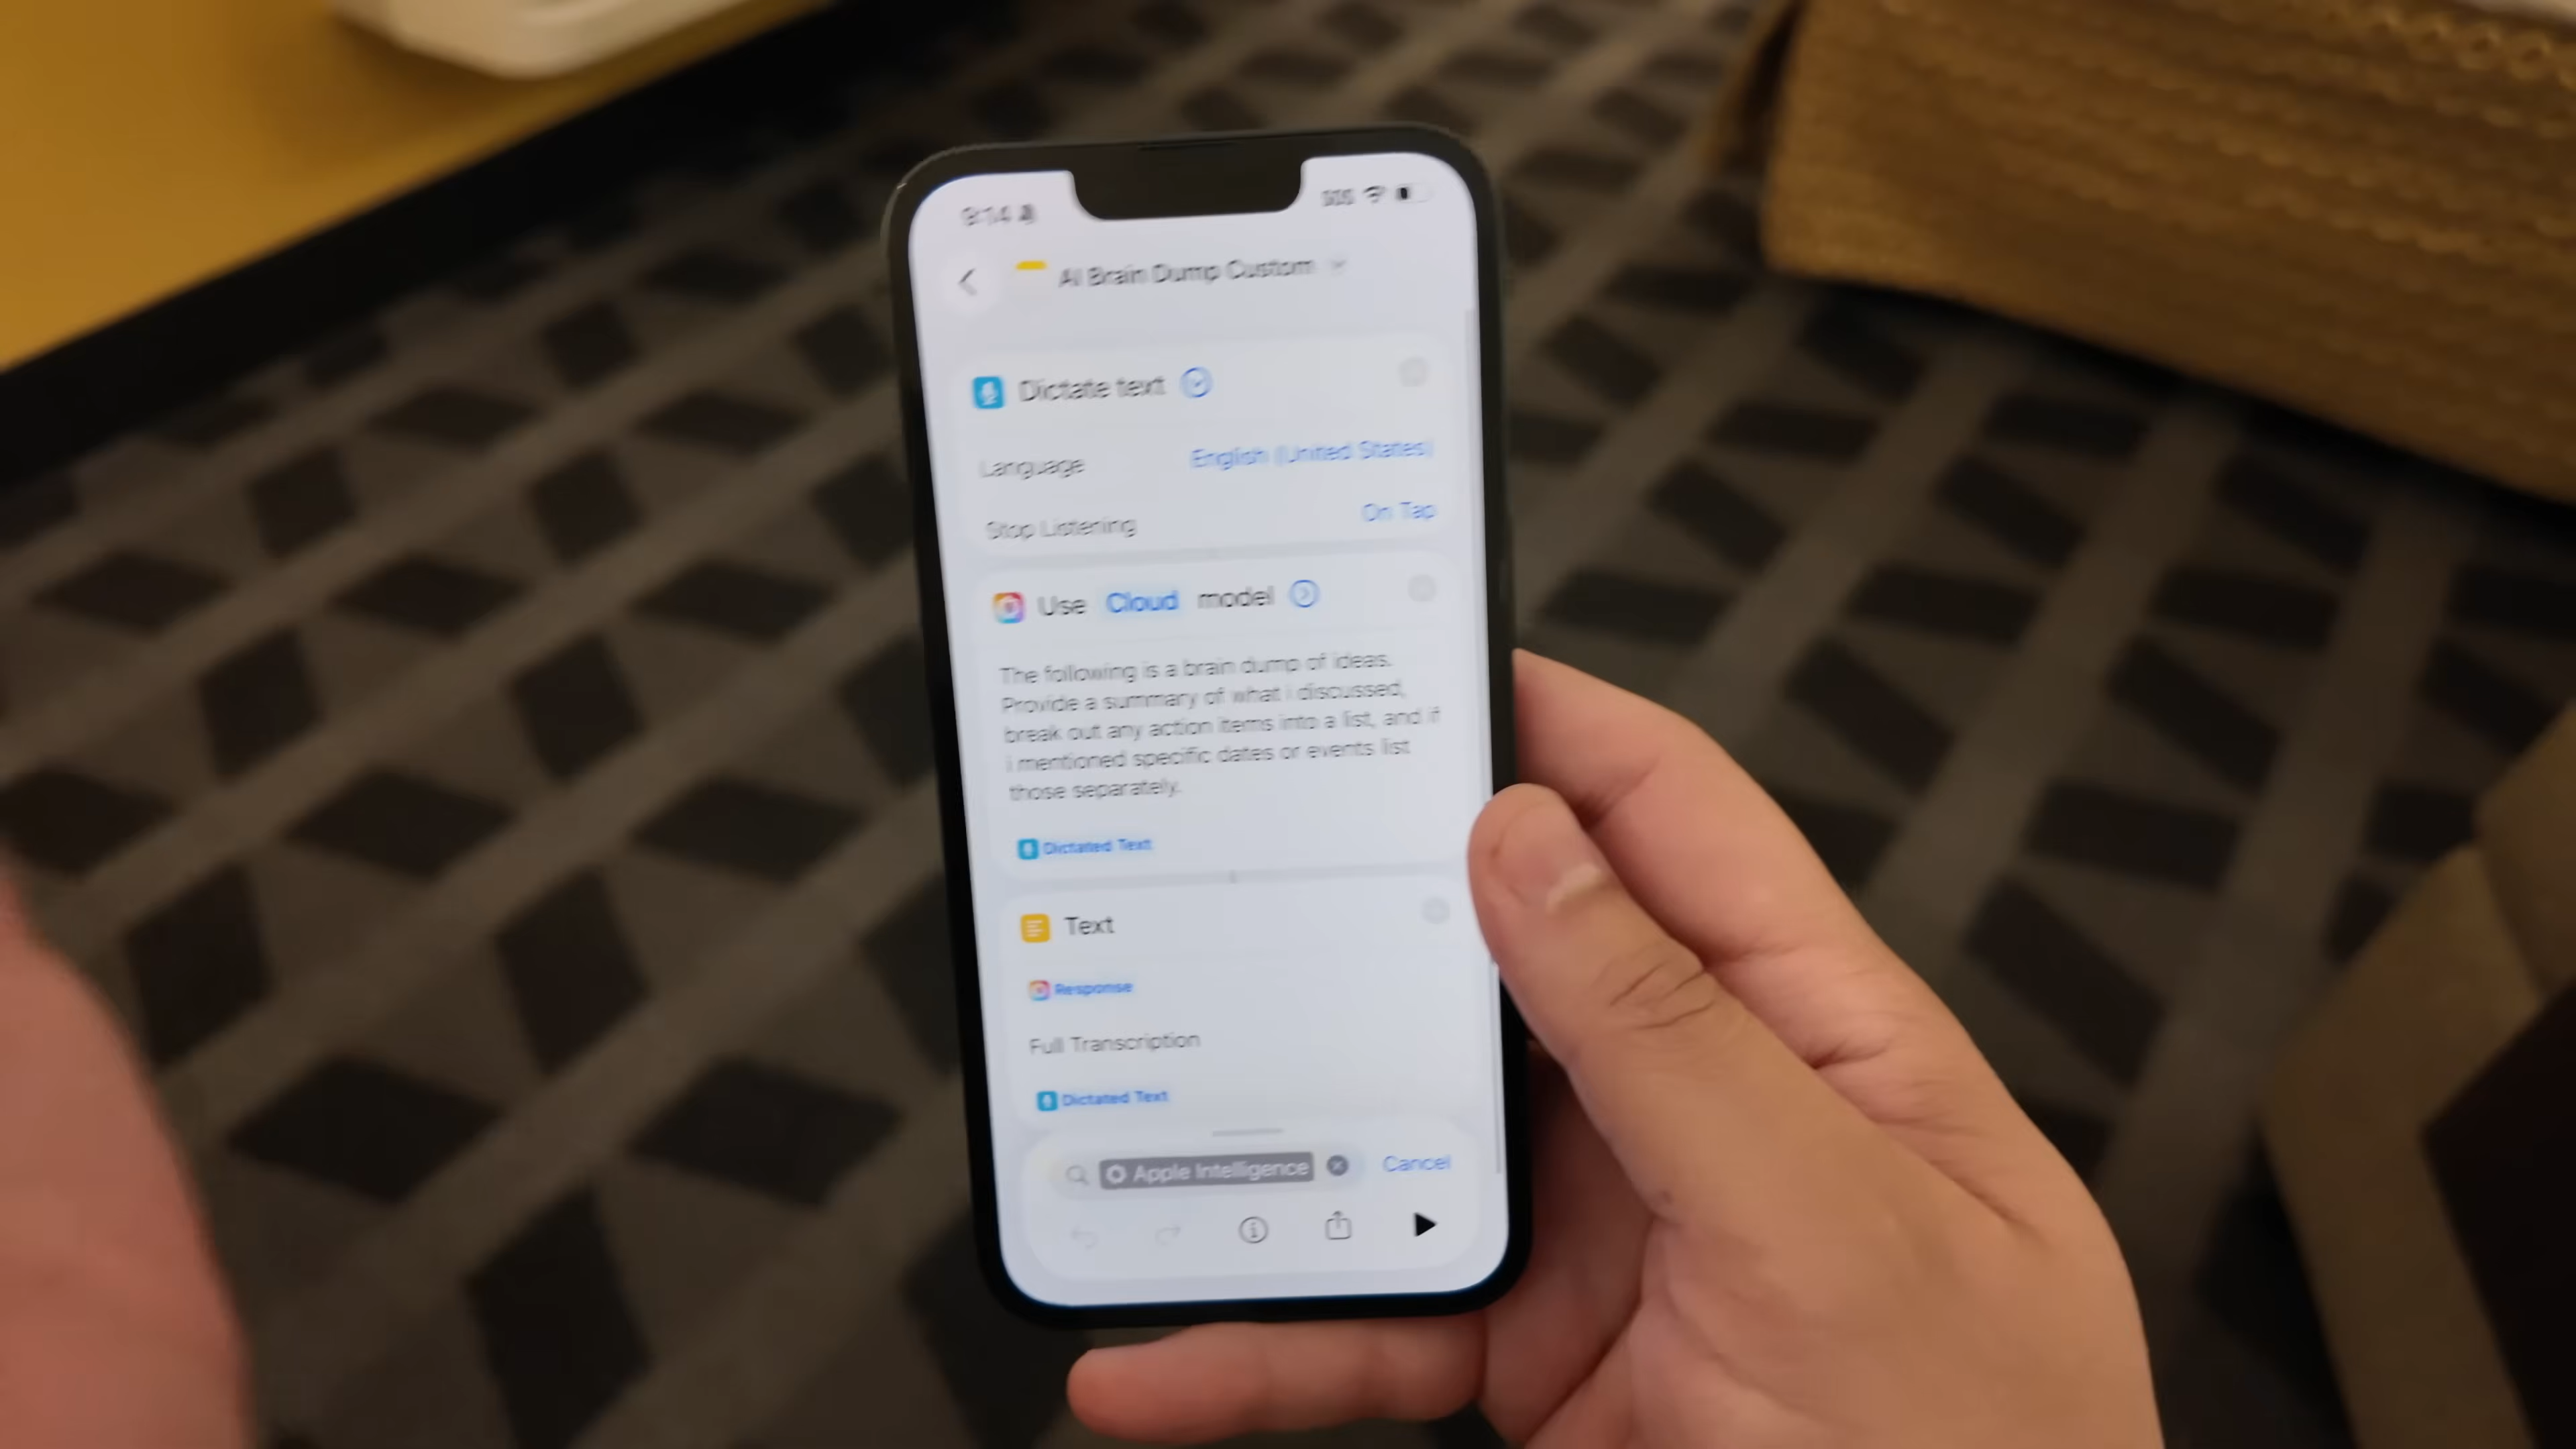 9:14
SOS
AI Brain Dump Custom
Dictate text
Language English (United States)
Stop Listening On Tap
Use Cloud model
The following is a brain dump of ideas.
Provide a summary of what i discussed,
break out any action items into a list, and if
i mentioned specific dates or events list
those separately.
Dictated Text
Text
Response
Full Transcription
Dictated Text
Apple Intelligence Cancel